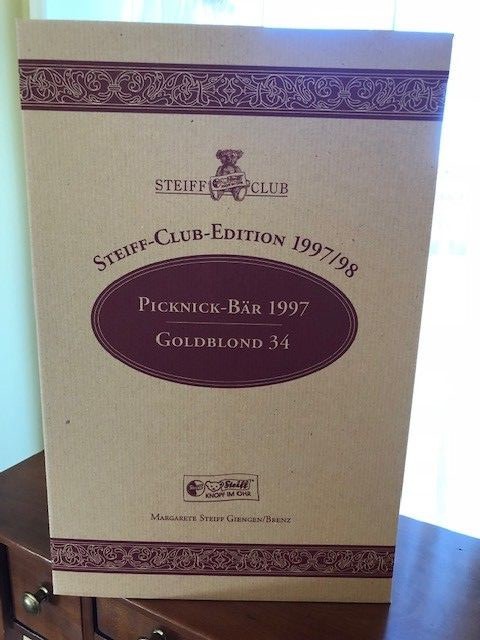 STEIFF CLUB
STEIFF-CLUB-EDITION 1997/98
PICKNICK-BÄR 1997
GOLDBLOND 34
Steiff
KNOPF IM OHR
MARGARETE STEIFF GIENGEN/BRENZ